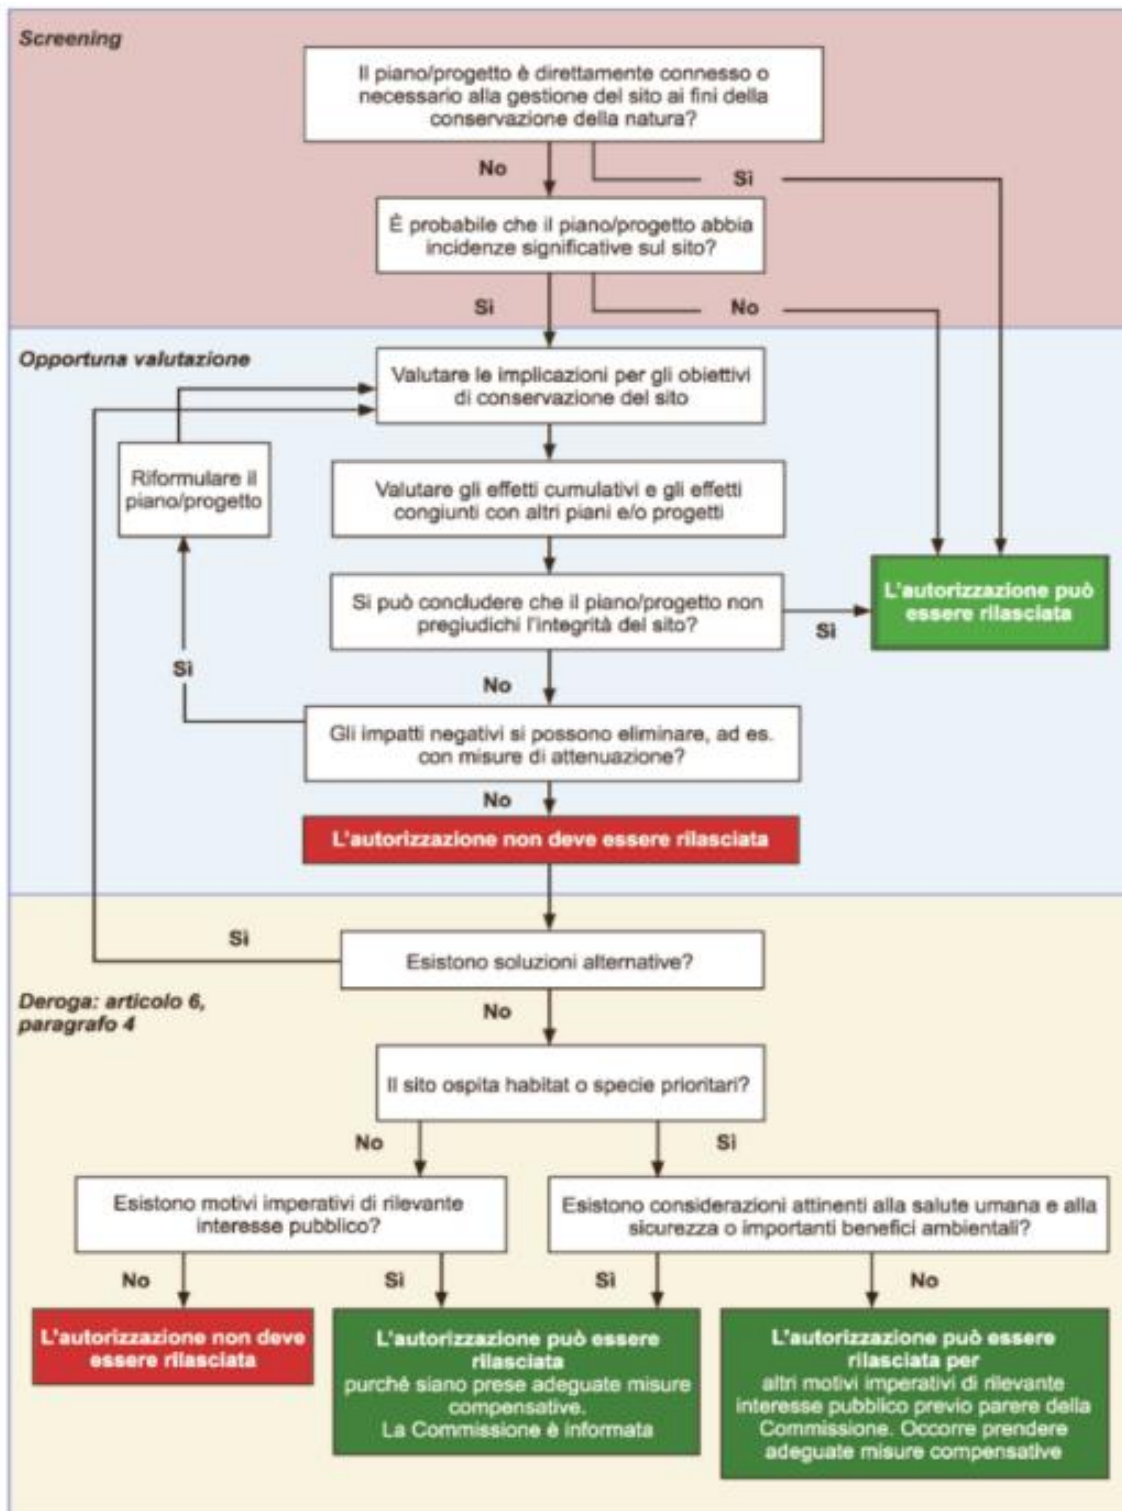 Screening
Il piano/progetto è direttamente connesso o
necessario alla gestione del sito ai fini della
conservazione della natura?
No
Sì
È probabile che il piano/progetto abbia
incidenze significative sul sito?
Sì
No
Opportuna valutazione
Valutare le implicazioni per gli obiettivi
di conservazione del sito
Riformulare il
piano/progetto
Valutare gli effetti cumulativi e gli effetti
congiunti con altri piani e/o progetti
L'autorizzazione può
essere rilasciata
Si può concludere che il piano/progetto non
pregiudichi l'integrità del sito?
Sì
Sì
No
Gli impatti negativi si possono eliminare, ad es.
con misure di attenuazione?
No
L'autorizzazione non deve essere rilasciata
Sì
Esistono soluzioni alternative?
Deroga: articolo 6,
paragrafo 4
No
Il sito ospita habitat o specie prioritari?
No
Sì
Esistono motivi imperativi di rilevante
interesse pubblico?
Esistono considerazioni attinenti alla salute umana e alla
sicurezza o importanti benefici ambientali?
No
Sì
Sì
No
L'autorizzazione non deve
essere rilasciata
L'autorizzazione può essere
rilasciata
purché siano prese adeguate misure
compensative.
La Commissione è informata
L'autorizzazione può essere
rilasciata per
altri motivi imperativi di rilevante
interesse pubblico previo parere della
Commissione. Occorre prendere
adeguate misure compensative